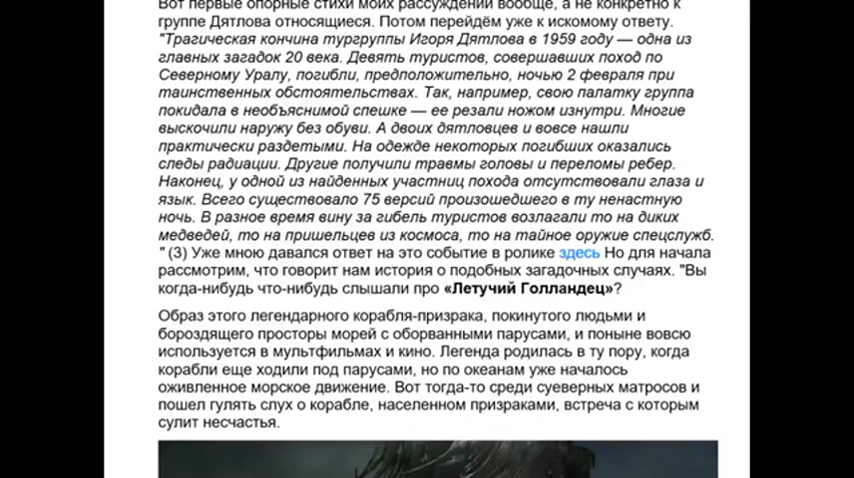 Вот первые опорные стихи моих рассуждений вообще, а не конкретно к
группе Дятлова относящиеся. Потом перейдём уже к искомому ответу.
"Трагическая кончина тургруппы Игоря Дятлова в 1959 году — одна из
главных загадок 20 века. Девять туристов, совершавших поход по
Северному Уралу, погибли, предположительно, ночью 2 февраля при
таинственных обстоятельствах. Так, например, свою палатку группа
покидала в необъяснимой спешке — ее резали ножом изнутри. Многие
выскочили наружу без обуви. А двоих дятловцев и вовсе нашли
практически раздетыми. На одежде некоторых погибших оказались
следы радиации. Другие получили травмы головы и переломы ребер.
Наконец, у одной из найденных участниц похода отсутствовали глаза и
язык. Всего существовало 75 версий произошедшего в ту ненастную
ночь. В разное время вину за гибель туристов возлагали то на диких
медведей, то на пришельцев из космоса, то на тайное оружие спецслужб.
" (3) Уже мною давался ответ на это событие в ролике здесь Но для начала
рассмотрим, что говорит нам история о подобных загадочных случаях. "Вы
когда-нибудь что-нибудь слышали про «Летучий Голландец»?
Образ этого легендарного корабля-призрака, покинутого людьми и
бороздящего просторы морей с оборванными парусами, и поныне вовсю
используется в мультфильмах и кино. Легенда родилась в ту пору, когда
корабли еще ходили под парусами, но по океанам уже началось
оживленное морское движение. Вот тогда-то среди суеверных матросов и
пошел гулять слух о корабле, населенном призраками, встреча с которым
сулит несчастья.